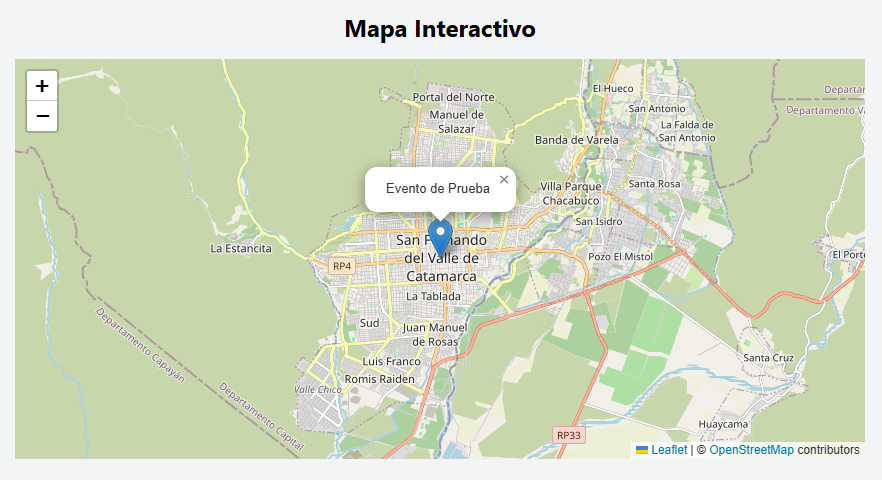 Mapa Interactivo
+
−
El Hueco
Departa
Portal del Norte
San Antonio
Departamento Va
Manuel de
Salazar
La Falda de
San Antonio
Banda de Varela
×
Evento de Prueba
Villa Parque
Chacabuco
Santa Rosa
San Isidro
La Estancita
San Fernando
del Valle de
Catamarca
RP4
Pozo El Mistol
El Porte
La Tablada
Sud
Juan Manuel
de Rosas
Departamento Capayán
Luis Franco
Santa Cruz
Romis Raiden
Valle Chico
Departamento Capital
Huaycama
RP33
Leaflet | © OpenStreetMap contributors